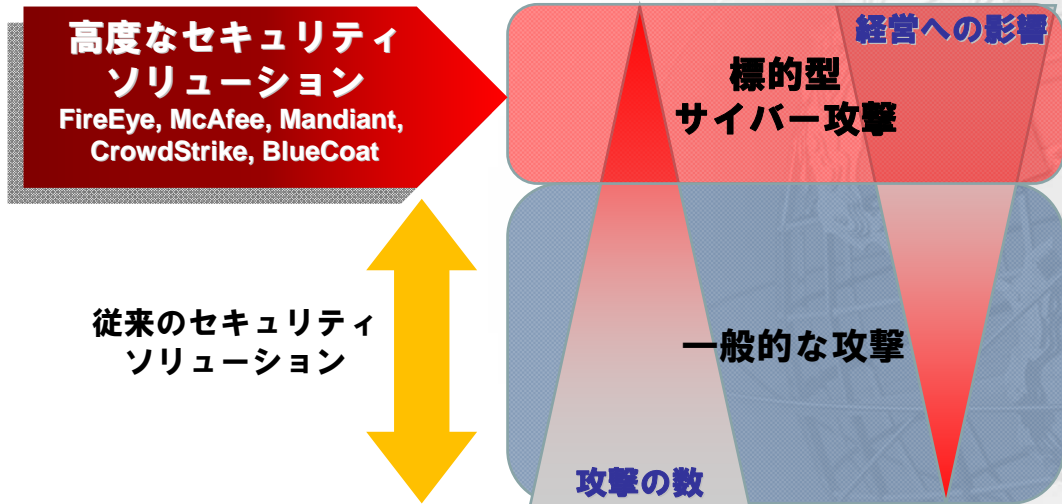 高度なセキュリティ
ソリューション
FireEye, McAfee, Mandiant,
CrowdStrike, BlueCoat
経営への影響
標的型
サイバー攻撃
従来のセキュリティ
ソリューション
一般的な攻撃
攻撃の数